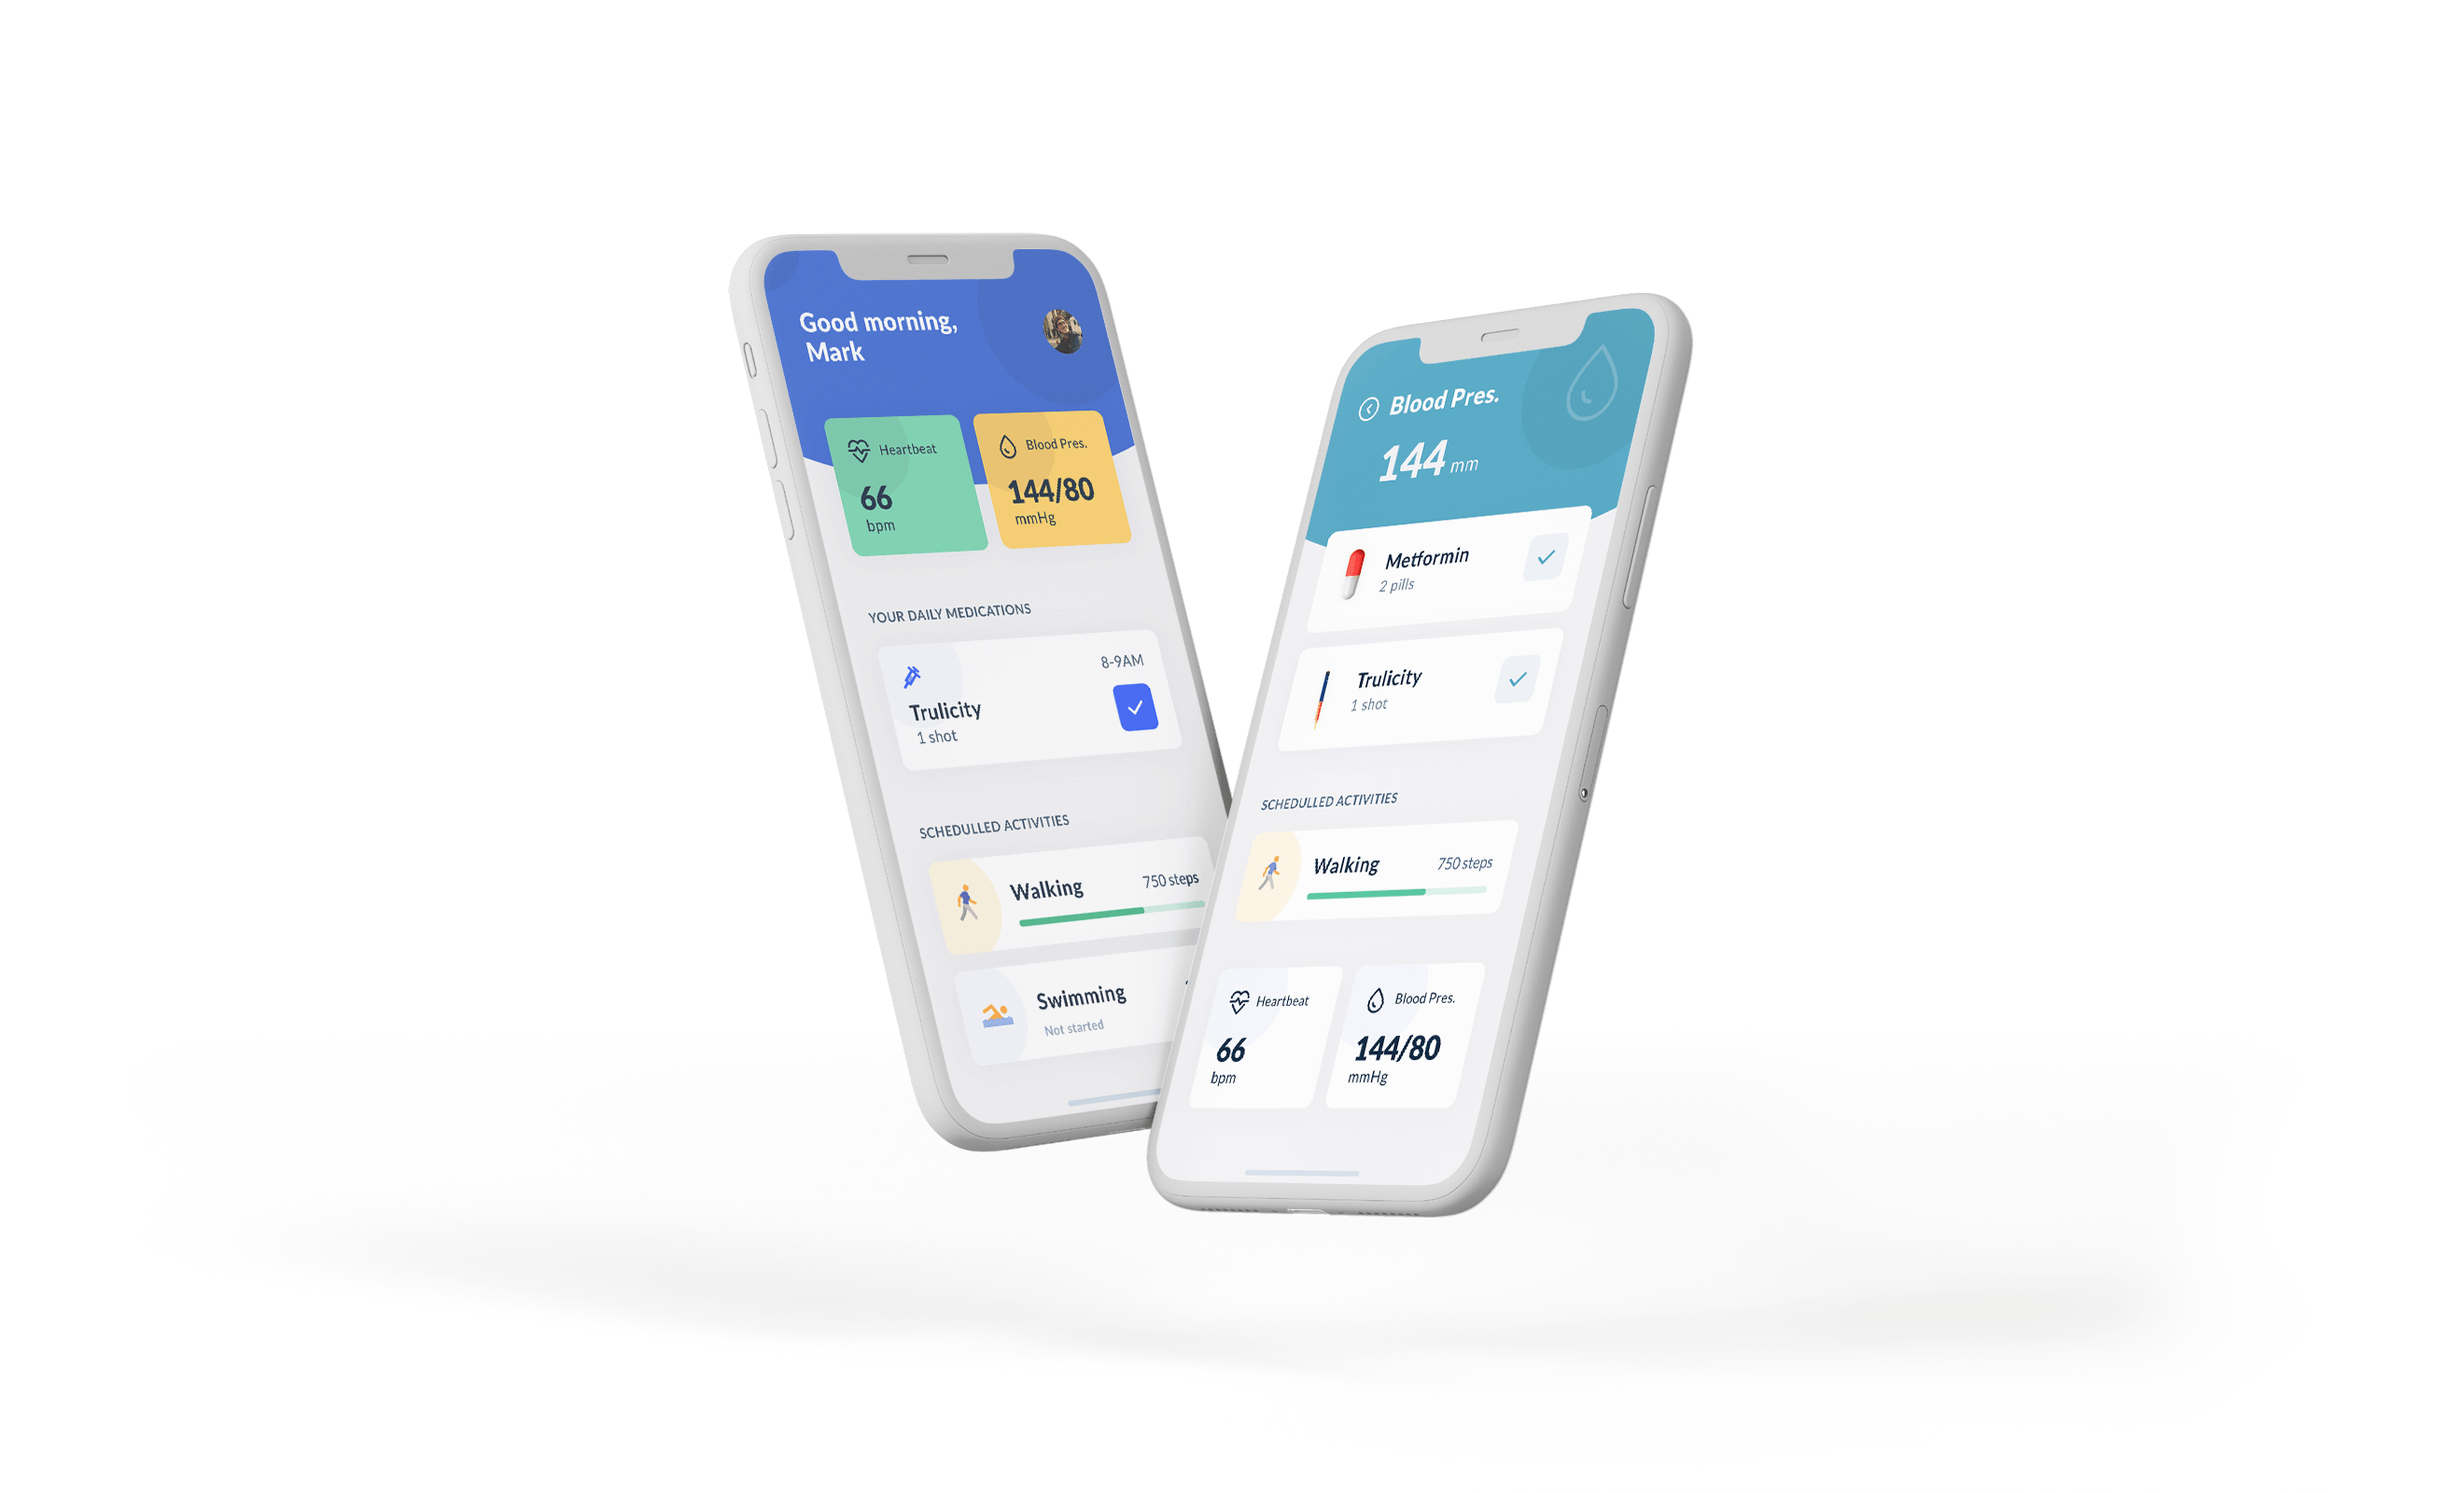 Good morning,
Mark
Heartbeat
66
bpm
Blood Pres.
144/80
mmHg
YOUR DAILY MEDICATIONS
8-9AM
Trulicity
1 shot
SCHEDULLED ACTIVITIES
Walking
750 steps
Swimming
Not started
Blood Pres.
144 mm
Metformin
2 pills
Trulicity
1 shot
SCHEDULLED ACTIVITIES
Walking
750 steps
Heartbeat
66
bpm
Blood Pres.
144/80
mmHg